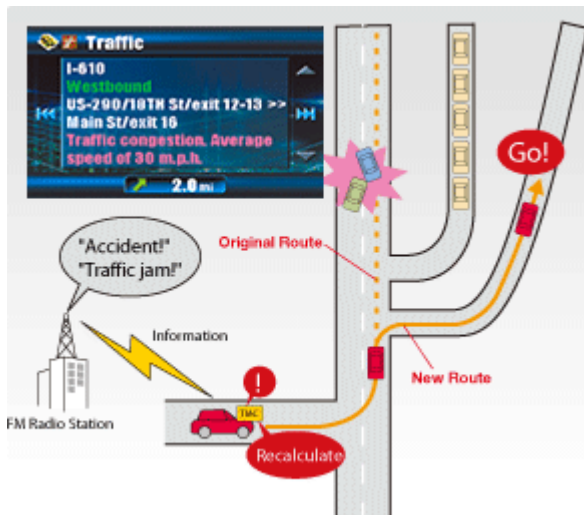 Traffic
I-610
Westbound
US-290/18TH St/exit 12-13 >>
Main St/exit 16
Traffic congestion. Average
speed of 30 m.p.h.
2.0 mi
Go!
Original Route
"Accident!"
"Traffic jam!"
Information
New Route
!
TMC
FM Radio Station
Recalculate